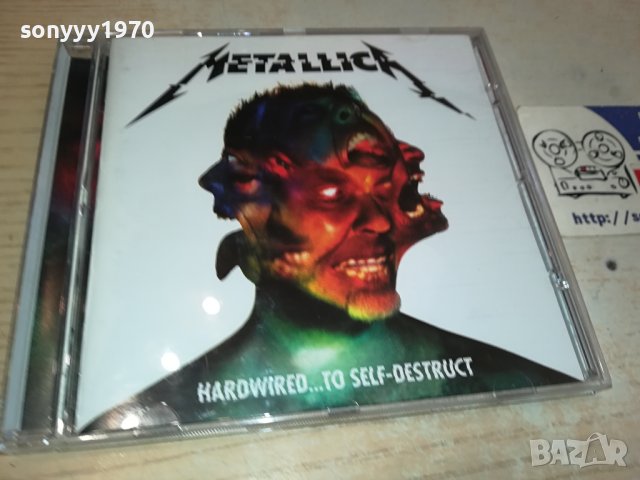 sonyyy1970
METALLICA
http://s
HARDWIRED...TO SELF-DESTRUCT
BAZAR